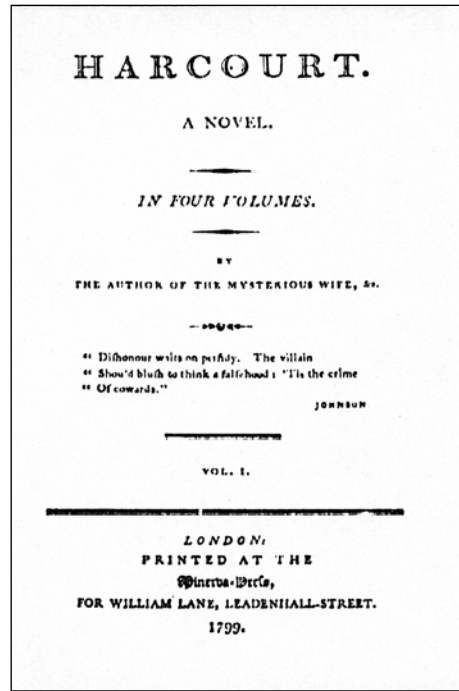 HARCOURT.
A NOVEL.
IN FOUR VOLUMES.
BY
THE AUTHOR OF THE MYSTERIOUS WIFE, &c.
“ Diſhonour waits on perfidy. The villain
“ Shou'd bluſh to think a falſehood: 'Tis the crime
“ Of cowards.”
JOHNSON
VOL. I.
LONDON:
PRINTED AT THE
Minerva-Preſs,
FOR WILLIAM LANE, LEADENHALL-STREET.
1799.